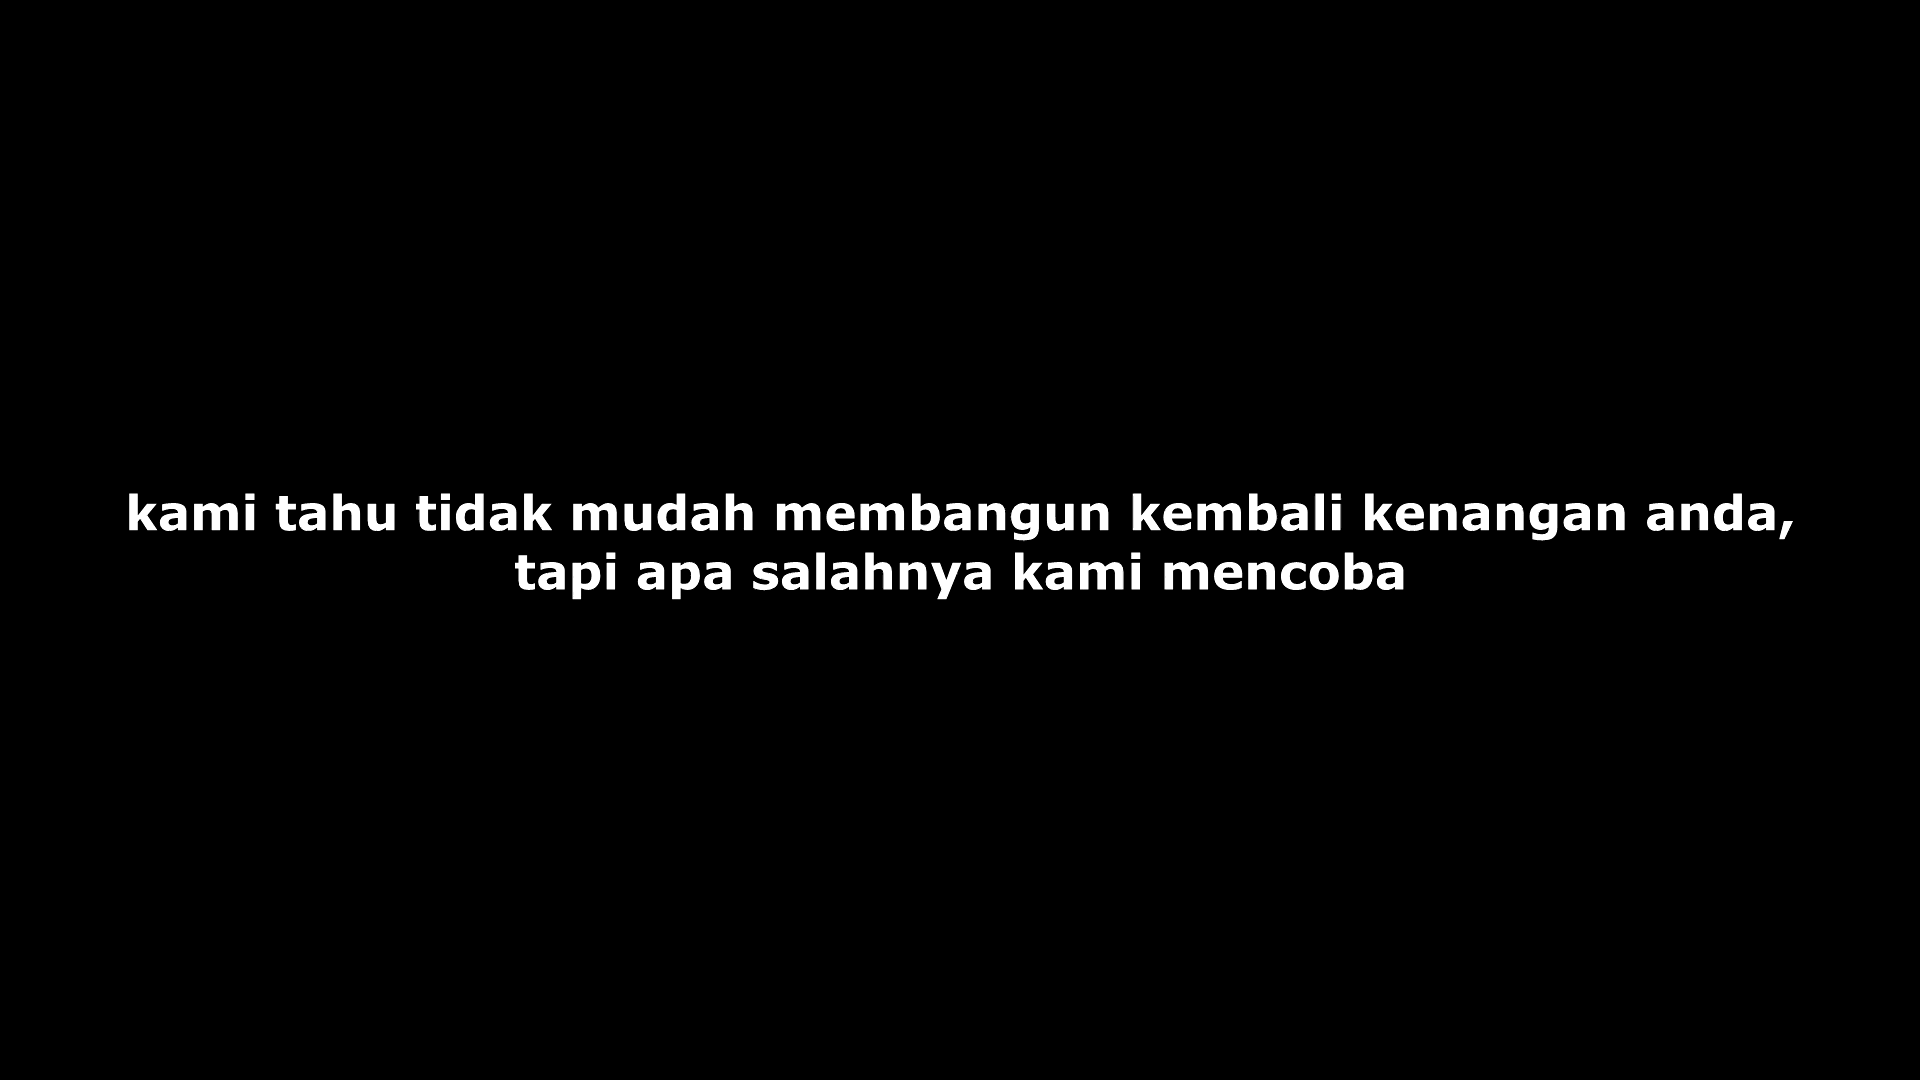 kami tahu tidak mudah membangun kembali kenangan anda,
tapi apa salahnya kami mencoba